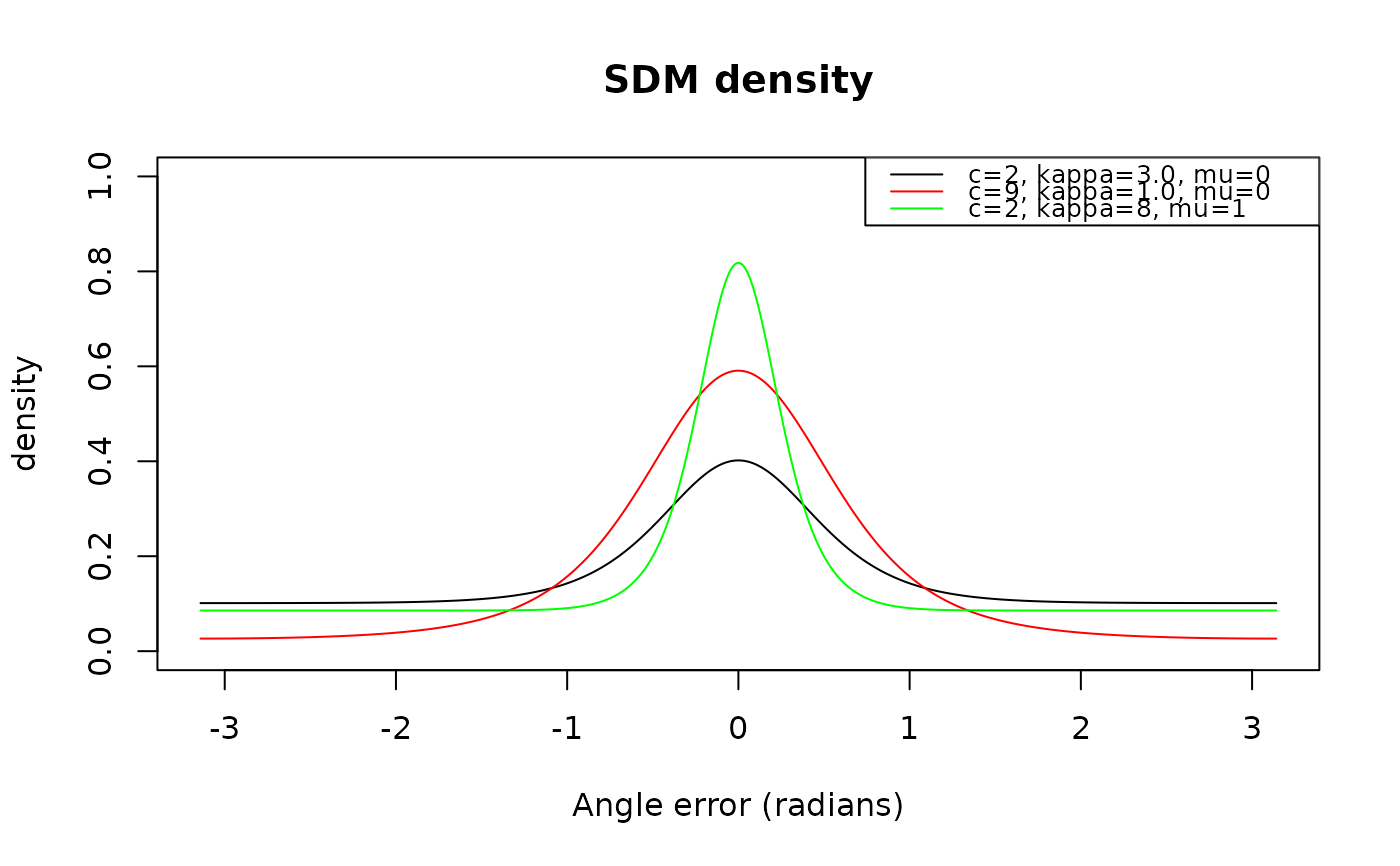 SDM density
c=2, kappa=3.0, mu=0
c=9, kappa=1.0, mu=0
c=2, kappa=8, mu=1
1.0
0.8
0.6
0.4
0.2
0.0
density
-3 -2 -1 0 1 2 3
Angle error (radians)